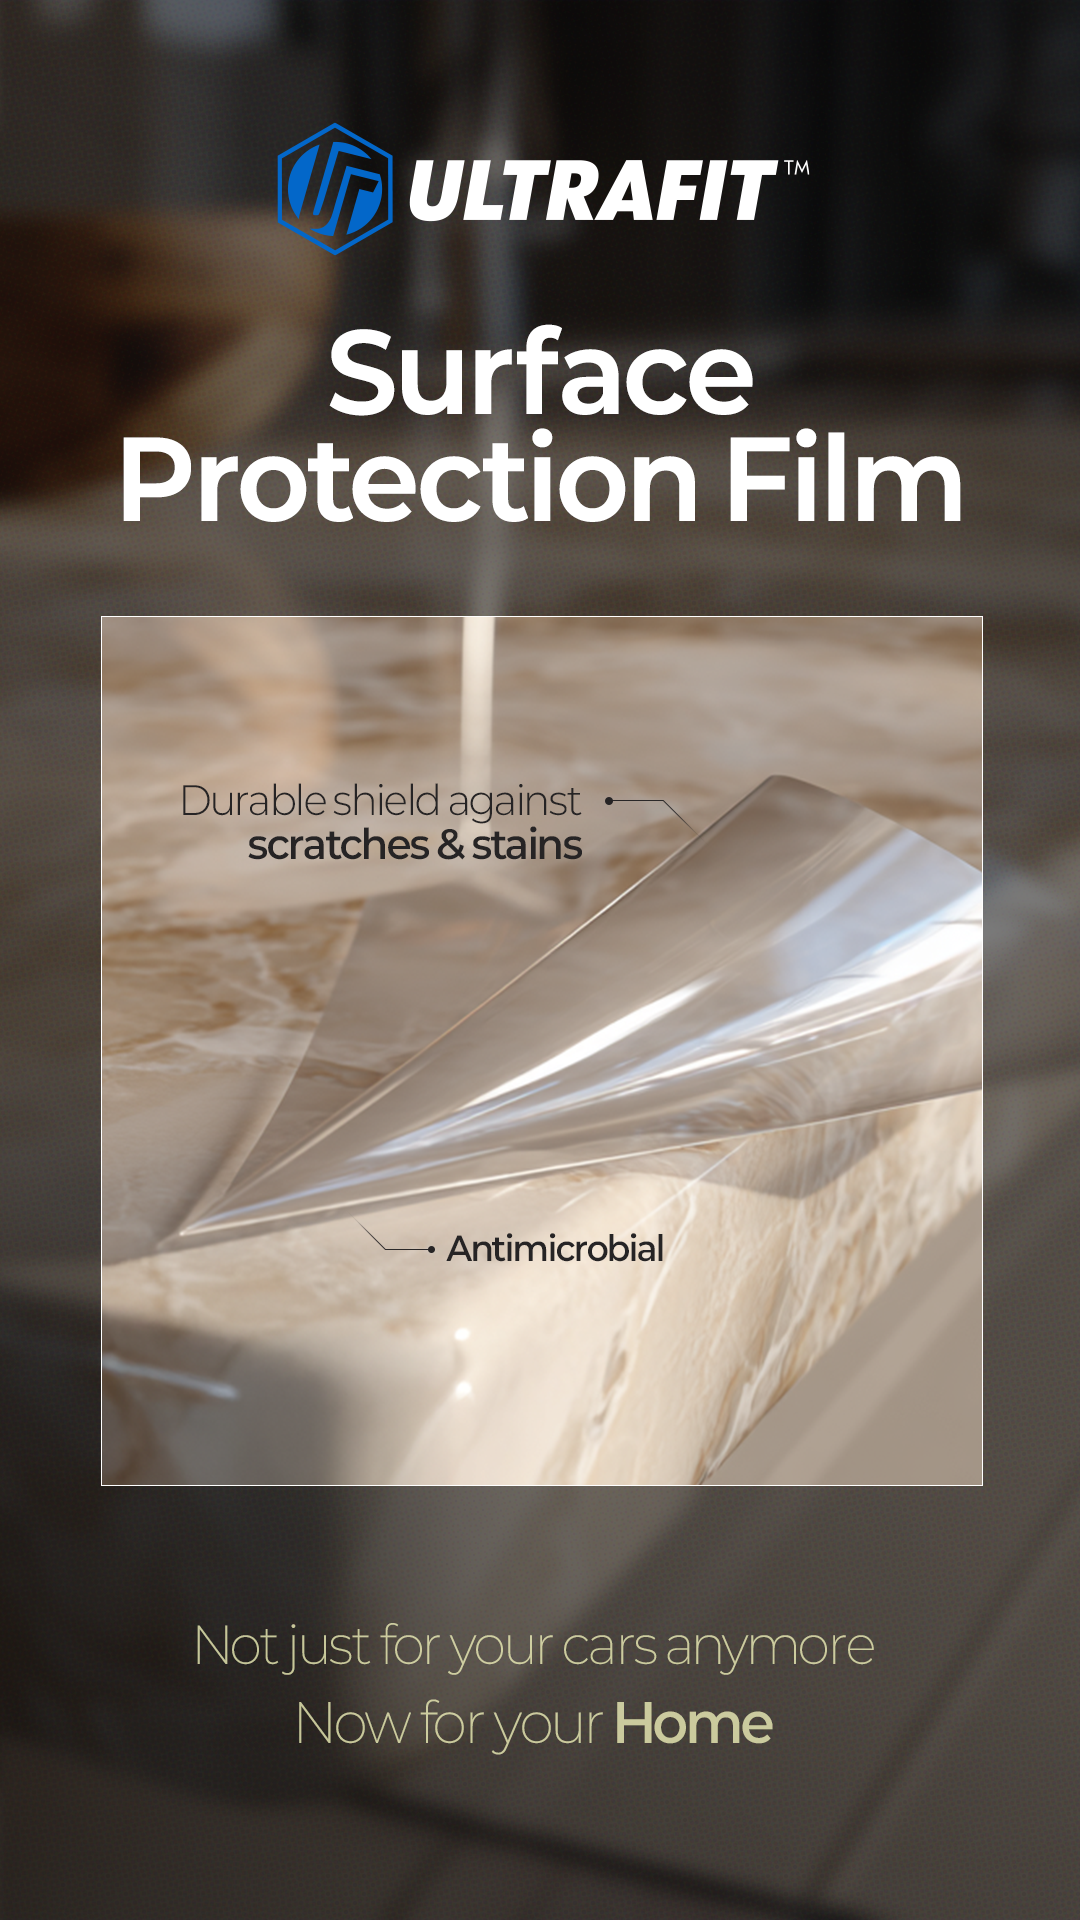 ULTRAFIT™
Surface
Protection Film
Durable shield against
scratches & stains
Antimicrobial
Not just for your cars anymore
Now for your Home